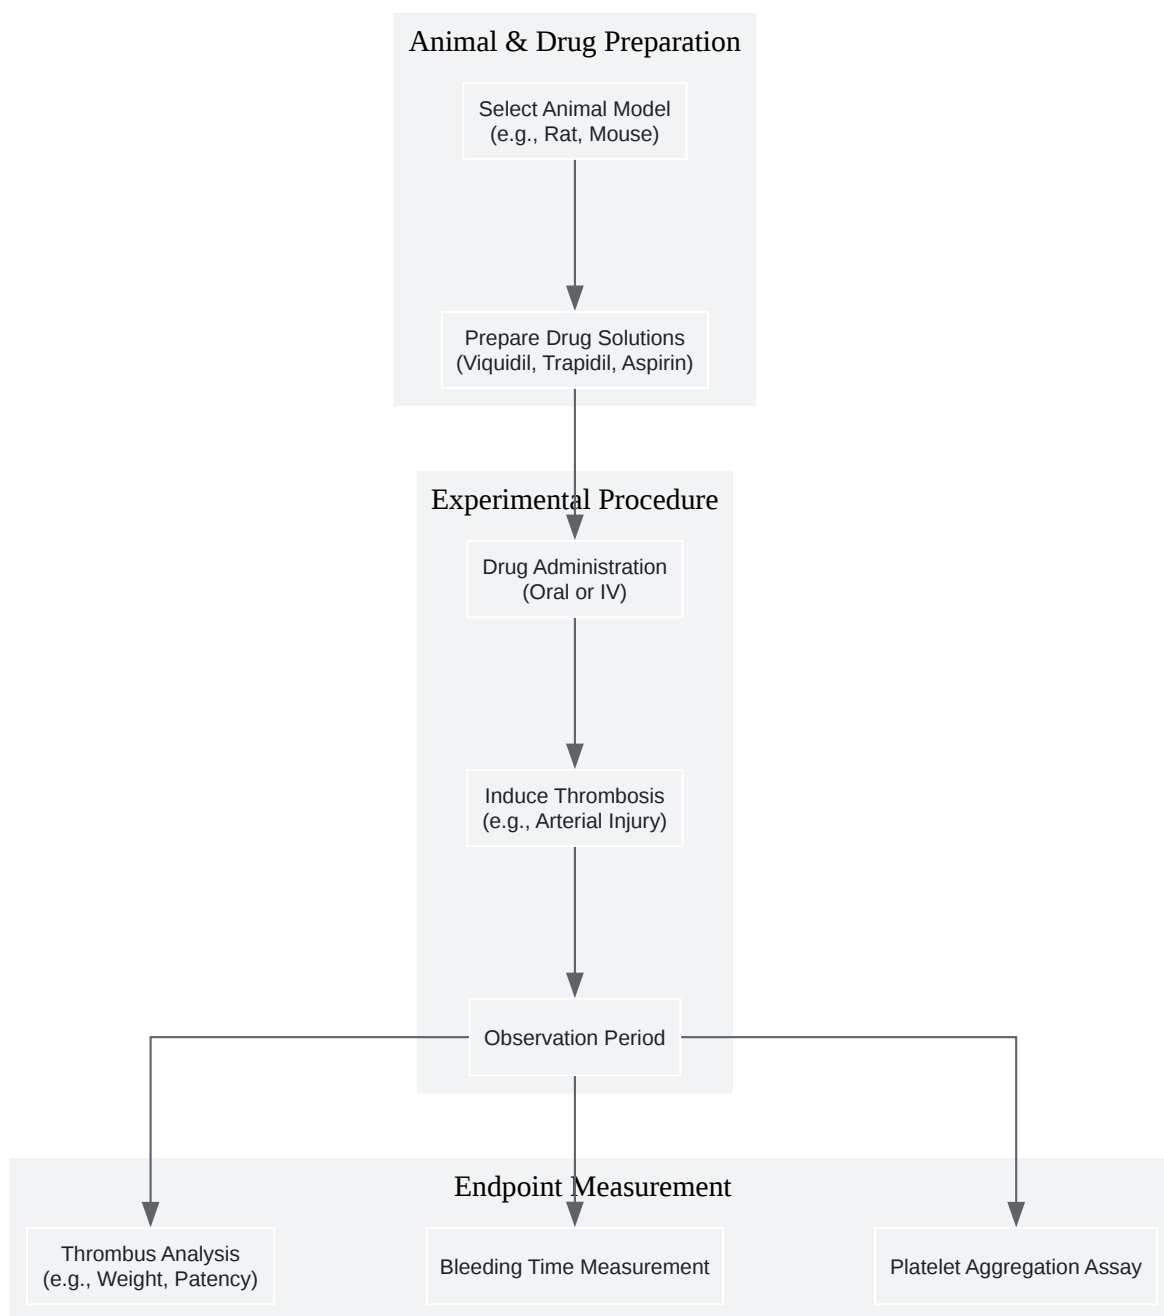 Animal & Drug Preparation
Select Animal Model
(e.g., Rat, Mouse)
Prepare Drug Solutions
(Viquidil, Trapidil, Aspirin)
Experimental Procedure
Drug Administration
(Oral or IV)
Induce Thrombosis
(e.g., Arterial Injury)
Observation Period
Endpoint Measurement
Thrombus Analysis
(e.g., Weight, Patency)
Bleeding Time Measurement
Platelet Aggregation Assay